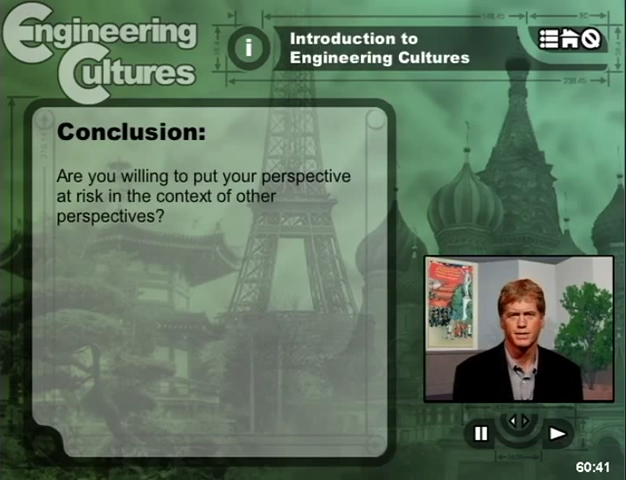 Engineering
Cultures
i
Introduction to
Engineering Cultures
Conclusion:
Are you willing to put your perspective
at risk in the context of other
perspectives?
60:41